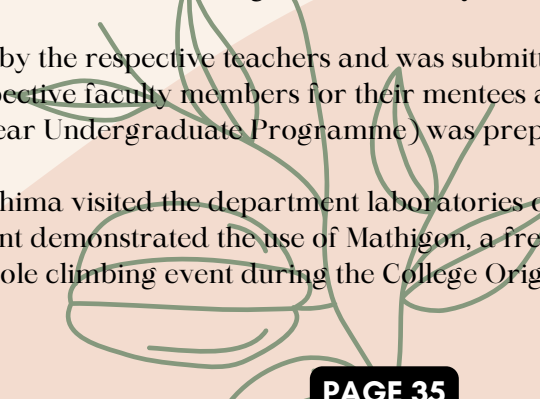 by the respective teachers and was submitt
pective faculty members for their mentees a
ear Undergraduate Programme) was prep
hima visited the department laboratories
nt demonstrated the use of Mathigon, a fre
ole climbing event during the College Orig
PAGE 35